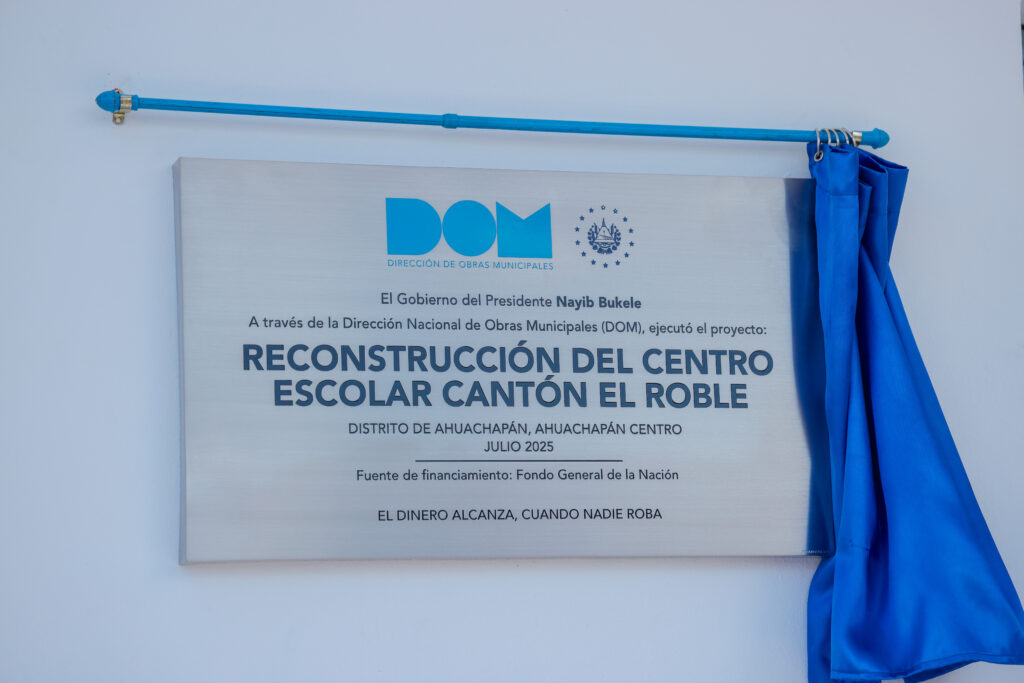 DOM
DIRECCIÓN DE OBRAS MUNICIPALES
El Gobierno del Presidente Nayib Bukele
A través de la Dirección Nacional de Obras Municipales (DOM), ejecutó el proyecto:
RECONSTRUCCIÓN DEL CENTRO
ESCOLAR CANTÓN EL ROBLE
DISTRITO DE AHUACHAPÁN, AHUACHAPÁN CENTRO
JULIO 2025
Fuente de financiamiento: Fondo General de la Nación
EL DINERO ALCANZA, CUANDO NADIE ROBA